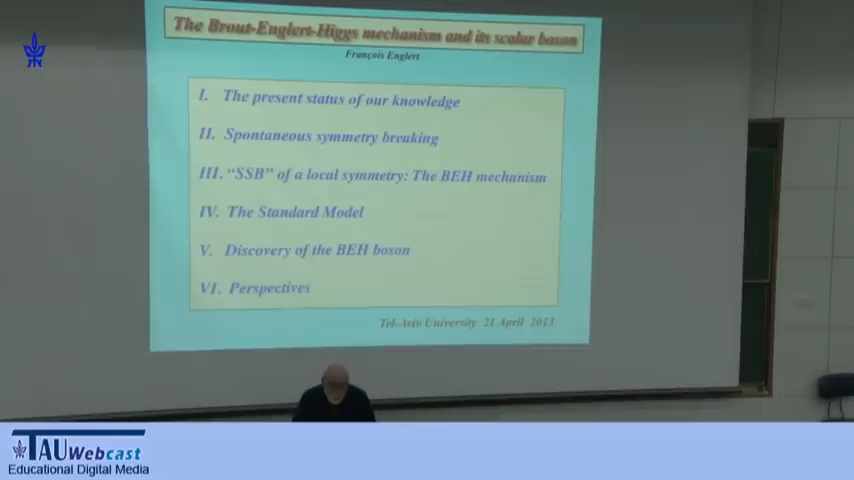 The Brout-Englert-Higgs mechanism and its scalar boson
François Englert
I. The present status of our knowledge
II. Spontaneous symmetry breaking
III. "SSB" of a local symmetry: The BEH mechanism
IV. The Standard Model
V. Discovery of the BEH boson
VI. Perspectives
Tel-Aviv University 21 April 2013
TAU Webcast
Educational Digital Media